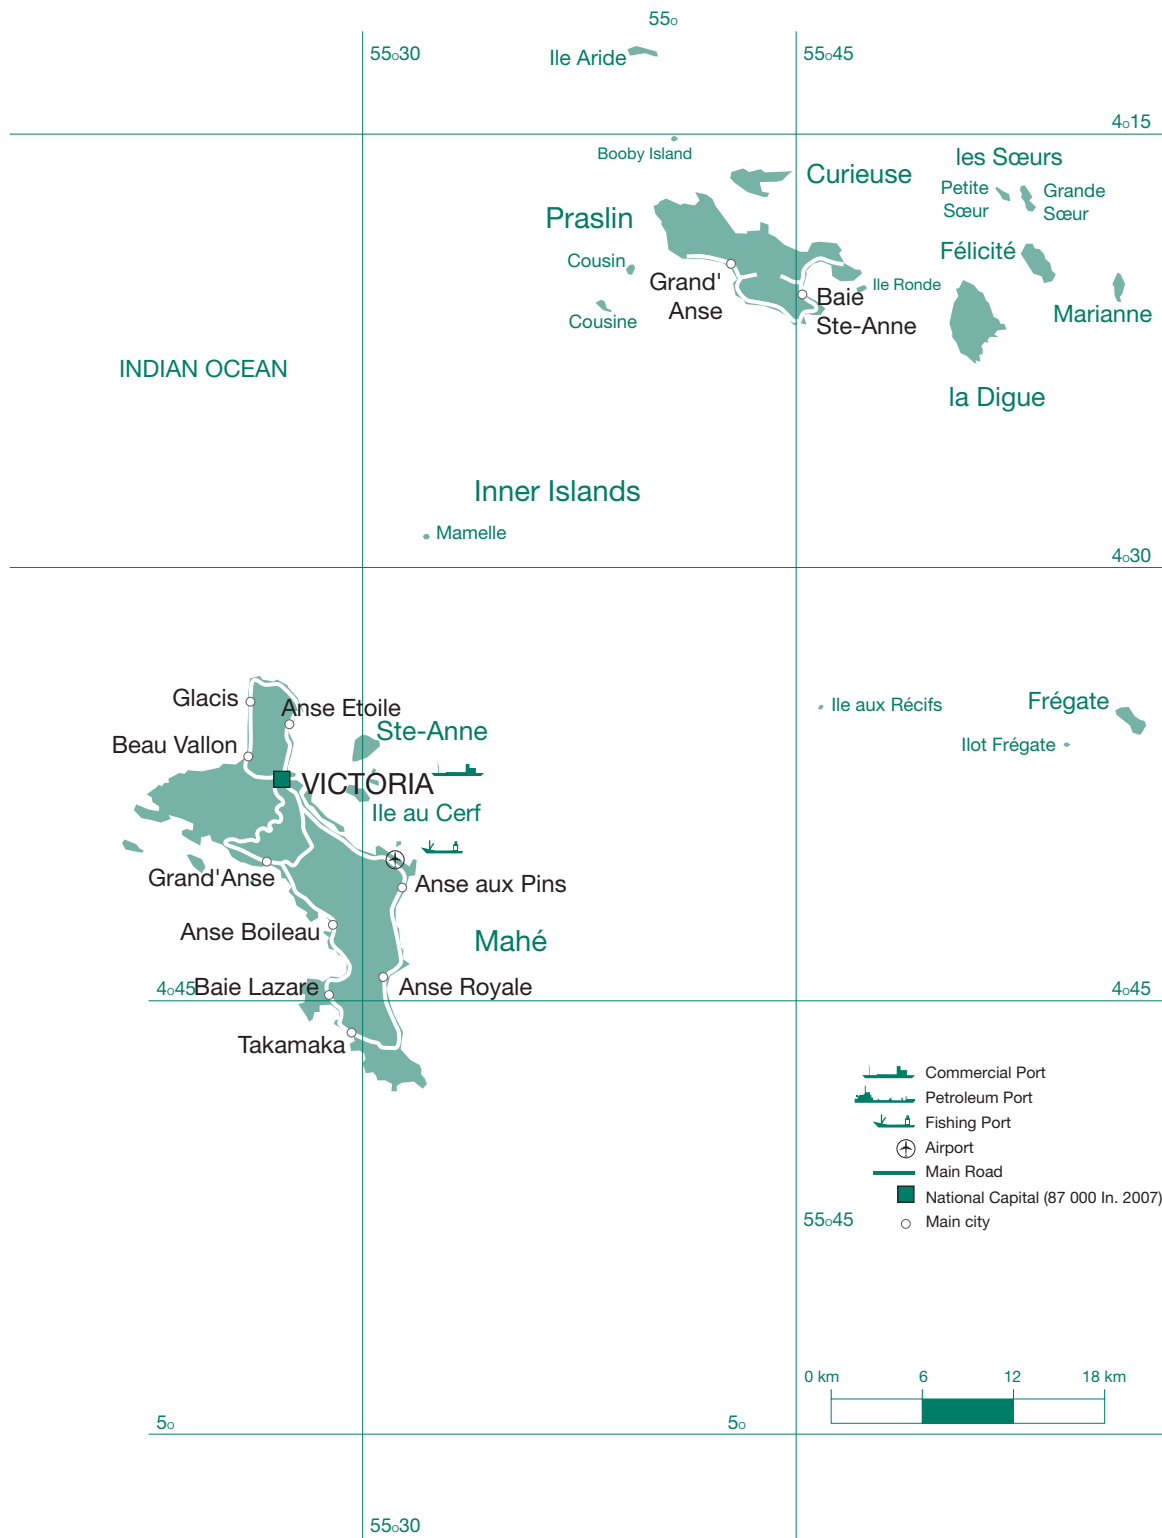 55o
55o30
55o45
Ile Aride
4o15
Booby Island
les Sœurs
Curieuse
Petite
Sœur
Grande
Sœur
Praslin
Félicité
Cousin
Grand'
Anse
Ile Ronde
Baie
Ste-Anne
Cousine
Marianne
INDIAN OCEAN
la Digue
Inner Islands
Mamelle
4o30
Glacis
Anse Etoile
Ste-Anne
Ile aux Récifs
Frégate
Beau Vallon
Ilot Frégate
VICTORIA
Ile au Cerf
Grand'Anse
Anse aux Pins
Anse Boileau
Mahé
4o45
Baie Lazare
Anse Royale
4o45
Takamaka
Commercial Port
Petroleum Port
Fishing Port
Airport
Main Road
National Capital (87 000 In. 2007)
Main city
55o45
0 km
6
12
18 km
5o
5o
55o30